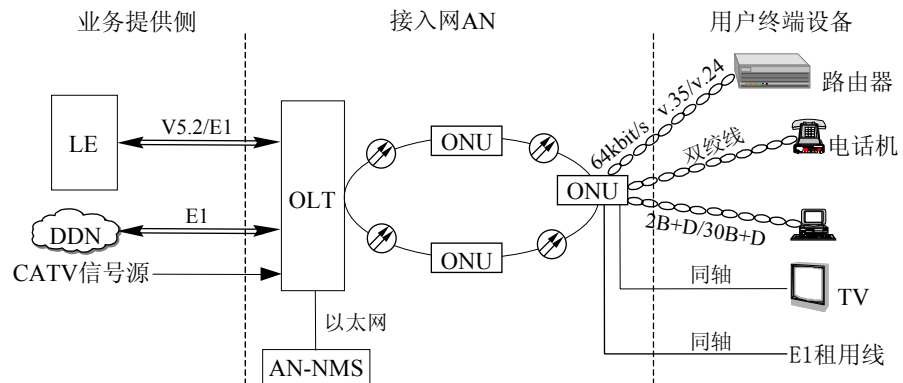 业务提供侧
接入网AN
用户终端设备
LE
V5.2/E1
DDN
E1
CATV信号源
OLT
以太网
AN-NMS
ONU
ONU
ONU
64kbit/s v.35/v.24
路由器
双绞线
电话机
2B+D/30B+D
同轴
TV
同轴
E1租用线